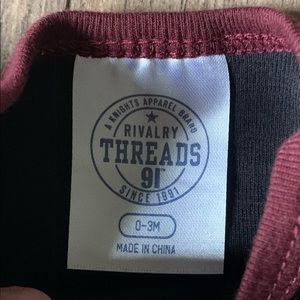 A KNIGHTS APPAREL BRAND
RIVALRY
THREADS
91
SINCE 1991
0-3M
MADE IN CHINA